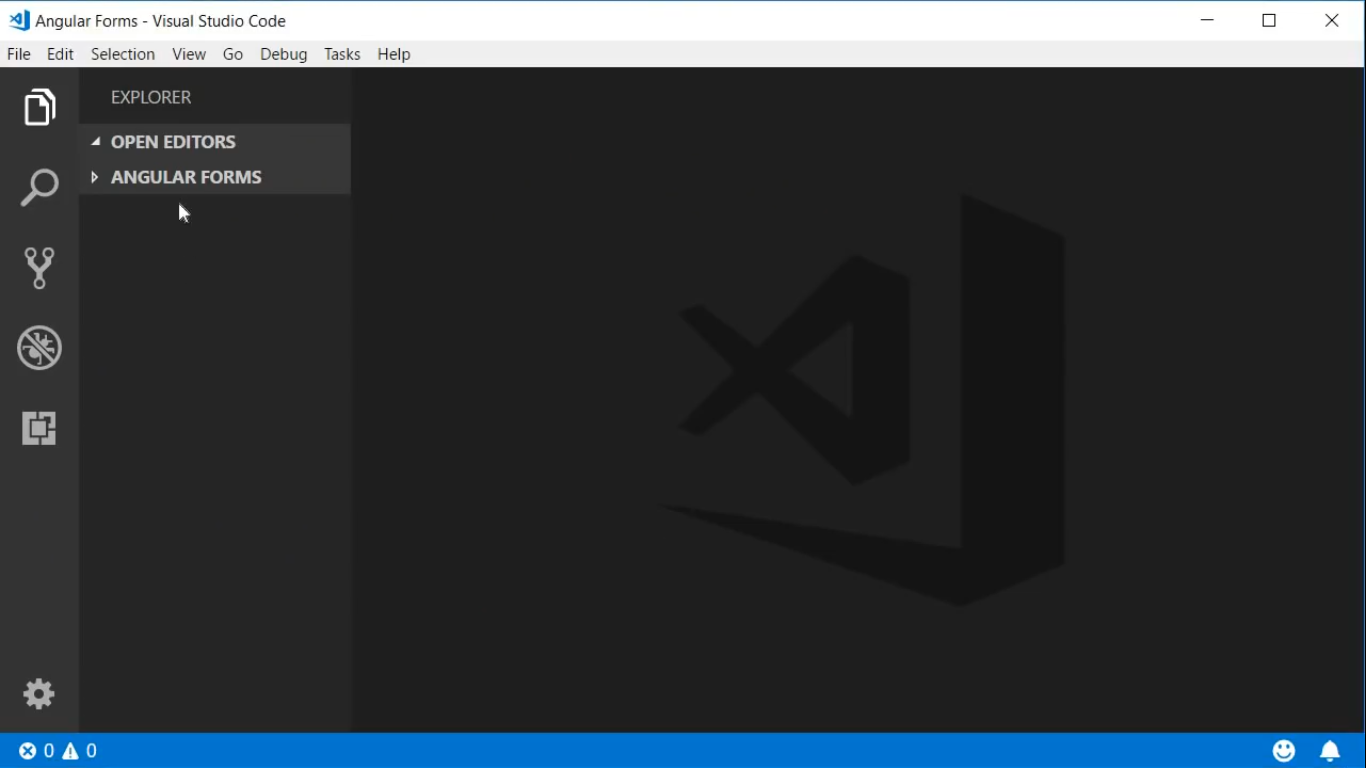 Angular Forms - Visual Studio Code
File Edit Selection View Go Debug Tasks Help
EXPLORER
OPEN EDITORS
ANGULAR FORMS
0 0